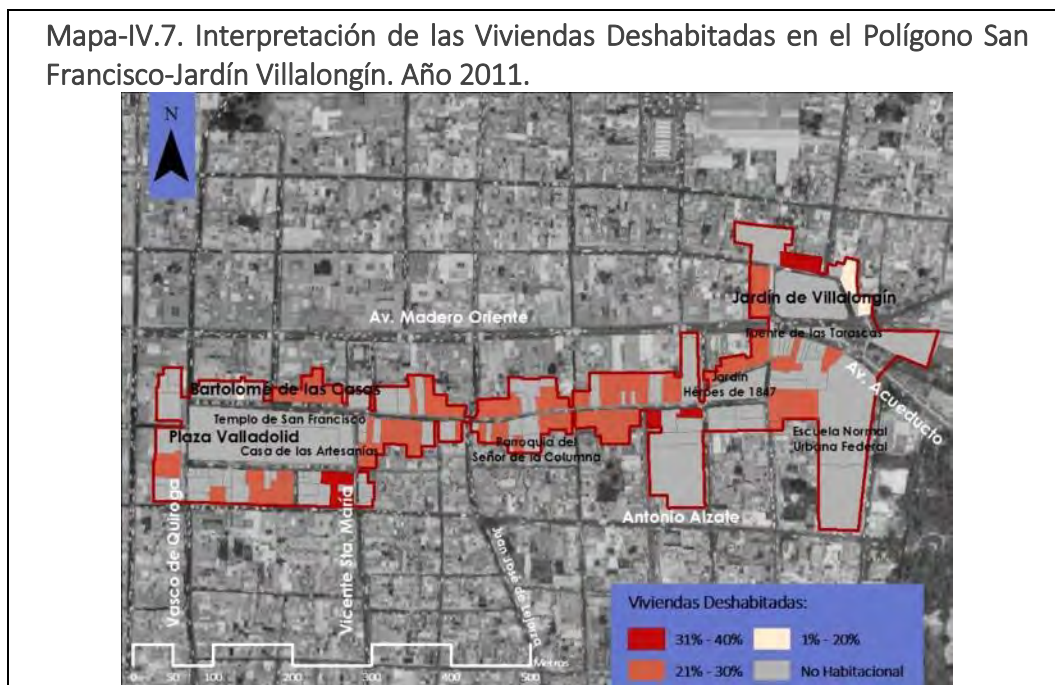 Mapa-IV.7. Interpretación de las Viviendas Deshabitadas en el Polígono San
Francisco-Jardín Villalongín. Año 2011.
N
Jardín de Villalongín
Av. Madero Oriente
Fuente de las Tarascas
Av. Acueducto
Jardín
Héroes de 1847
Bartolomé de las Casas
Templo de San Francisco
Plaza Valladolid
Casa de las Artesanías
Parroquia del
Señor de la Columna
Escuela Normal
Urbana Federal
Vasco de Quiroga
Vicente Sta. María
Antonio Alzate
Juan José de Lejarza
Viviendas Deshabitadas:
31% - 40%
1% - 20%
21% - 30%
No Habitacional
Metros
0 50 100 200 300 400 500